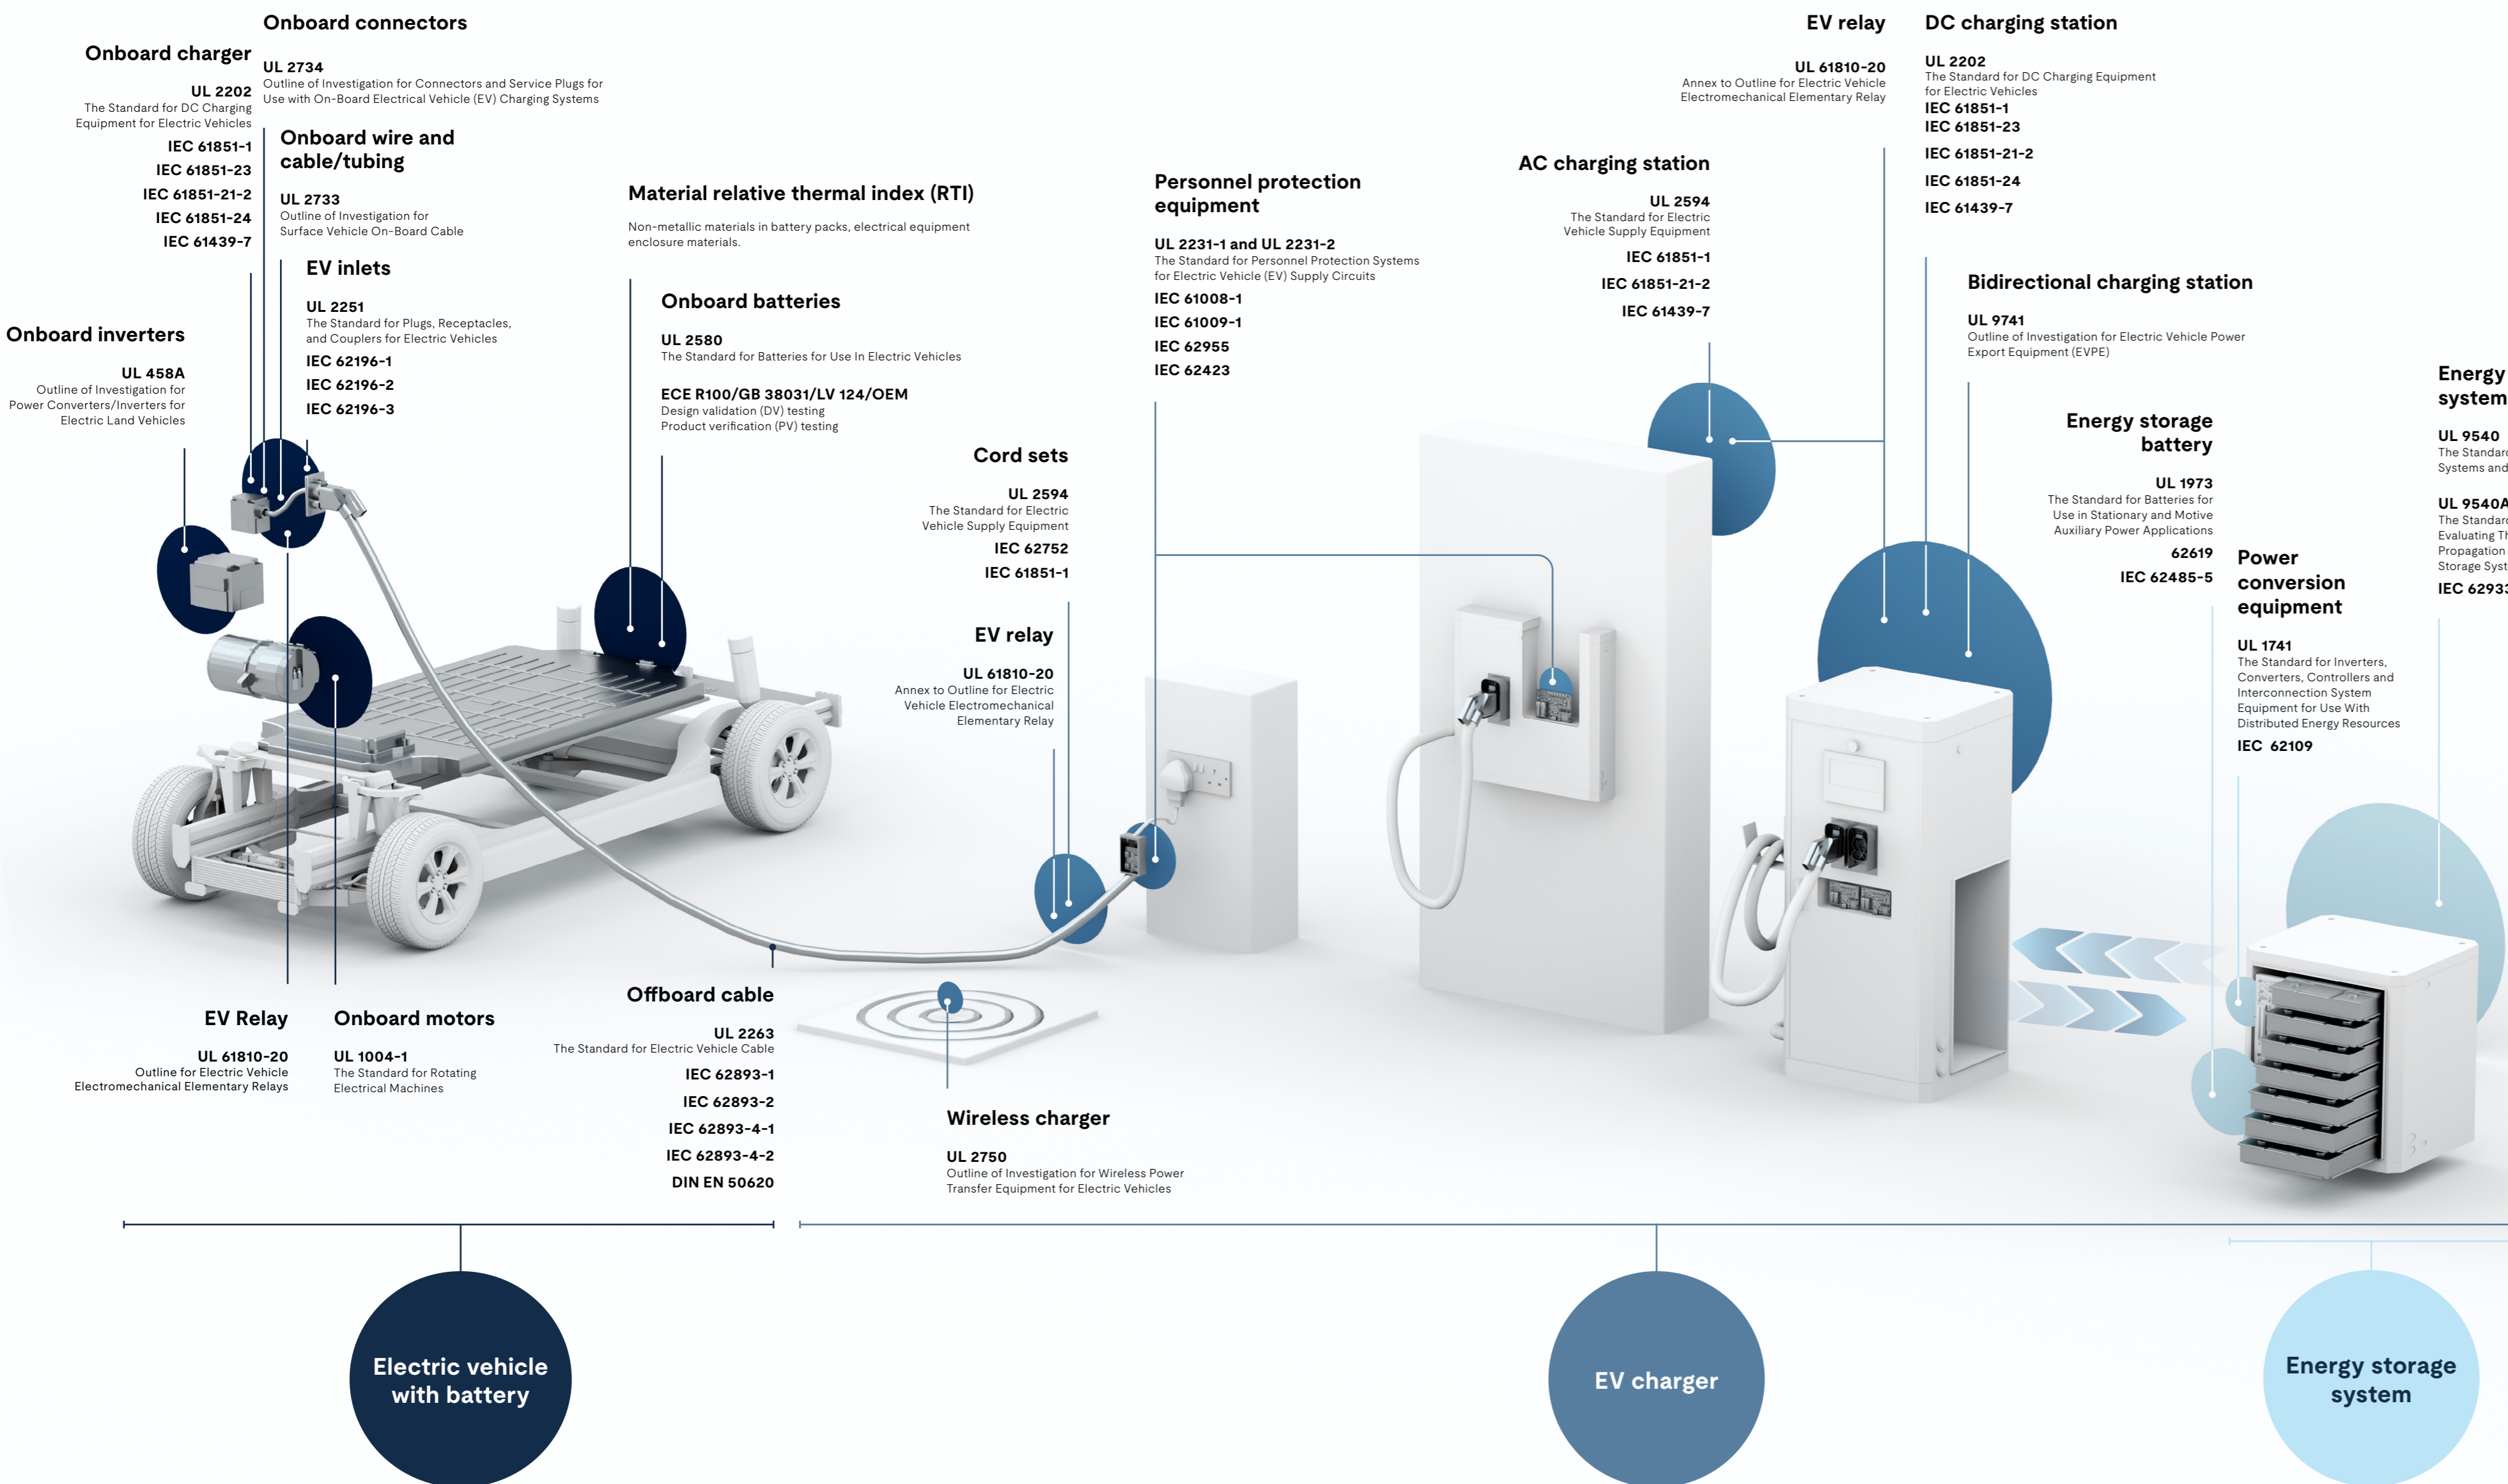 Onboard connectors
UL 2734
Outline of Investigation for Connectors and Service Plugs for
Use with On-Board Electrical Vehicle (EV) Charging Systems
Onboard charger
UL 2202
The Standard for DC Charging
Equipment for Electric Vehicles
IEC 61851-1
IEC 61851-23
IEC 61851-21-2
IEC 61851-24
IEC 61439-7
Onboard wire and
cable/tubing
UL 2733
Outline of Investigation for
Surface Vehicle On-Board Cable
EV inlets
UL 2251
The Standard for Plugs, Receptacles,
and Couplers for Electric Vehicles
IEC 62196-1
IEC 62196-2
IEC 62196-3
Onboard inverters
UL 458A
Outline of Investigation for
Power Converters/Inverters for
Electric Land Vehicles
Material relative thermal index (RTI)
Non-metallic materials in battery packs, electrical equipment
enclosure materials.
Onboard batteries
UL 2580
The Standard for Batteries for Use In Electric Vehicles
ECE R100/GB 38031/LV 124/OEM
Design validation (DV) testing
Product verification (PV) testing
Cord sets
UL 2594
The Standard for Electric
Vehicle Supply Equipment
IEC 62752
IEC 61851-1
EV relay
UL 61810-20
Annex to Outline for Electric
Vehicle Electromechanical
Elementary Relay
Personnel protection
equipment
UL 2231-1 and UL 2231-2
The Standard for Personnel Protection Systems
for Electric Vehicle (EV) Supply Circuits
IEC 61008-1
IEC 61009-1
IEC 62955
IEC 62423
AC charging station
UL 2594
The Standard for Electric
Vehicle Supply Equipment
IEC 61851-1
IEC 61851-21-2
IEC 61439-7
EV relay
UL 61810-20
Annex to Outline for Electric Vehicle
Electromechanical Elementary Relay
DC charging station
UL 2202
The Standard for DC Charging Equipment
for Electric Vehicles
IEC 61851-1
IEC 61851-23
IEC 61851-21-2
IEC 61851-24
IEC 61439-7
Bidirectional charging station
UL 9741
Outline of Investigation for Electric Vehicle Power
Export Equipment (EVPE)
Energy storage
battery
UL 1973
The Standard for Batteries for
Use in Stationary and Motive
Auxiliary Power Applications
62619
IEC 62485-5
Power
conversion
equipment
UL 1741
The Standard for Inverters,
Converters, Controllers and
Interconnection System
Equipment for Use With
Distributed Energy Resources
IEC 62109
Energy
system
UL 9540
The Standard
Systems and
UL 9540A
The Standard
Evaluating Th
Propagation
Storage Syst
IEC 62933
EV Relay
UL 61810-20
Outline for Electric Vehicle
Electromechanical Elementary Relays
Onboard motors
UL 1004-1
The Standard for Rotating
Electrical Machines
Offboard cable
UL 2263
The Standard for Electric Vehicle Cable
IEC 62893-1
IEC 62893-2
IEC 62893-4-1
IEC 62893-4-2
DIN EN 50620
Wireless charger
UL 2750
Outline of Investigation for Wireless Power
Transfer Equipment for Electric Vehicles
Electric vehicle
with battery
EV charger
Energy storage
system